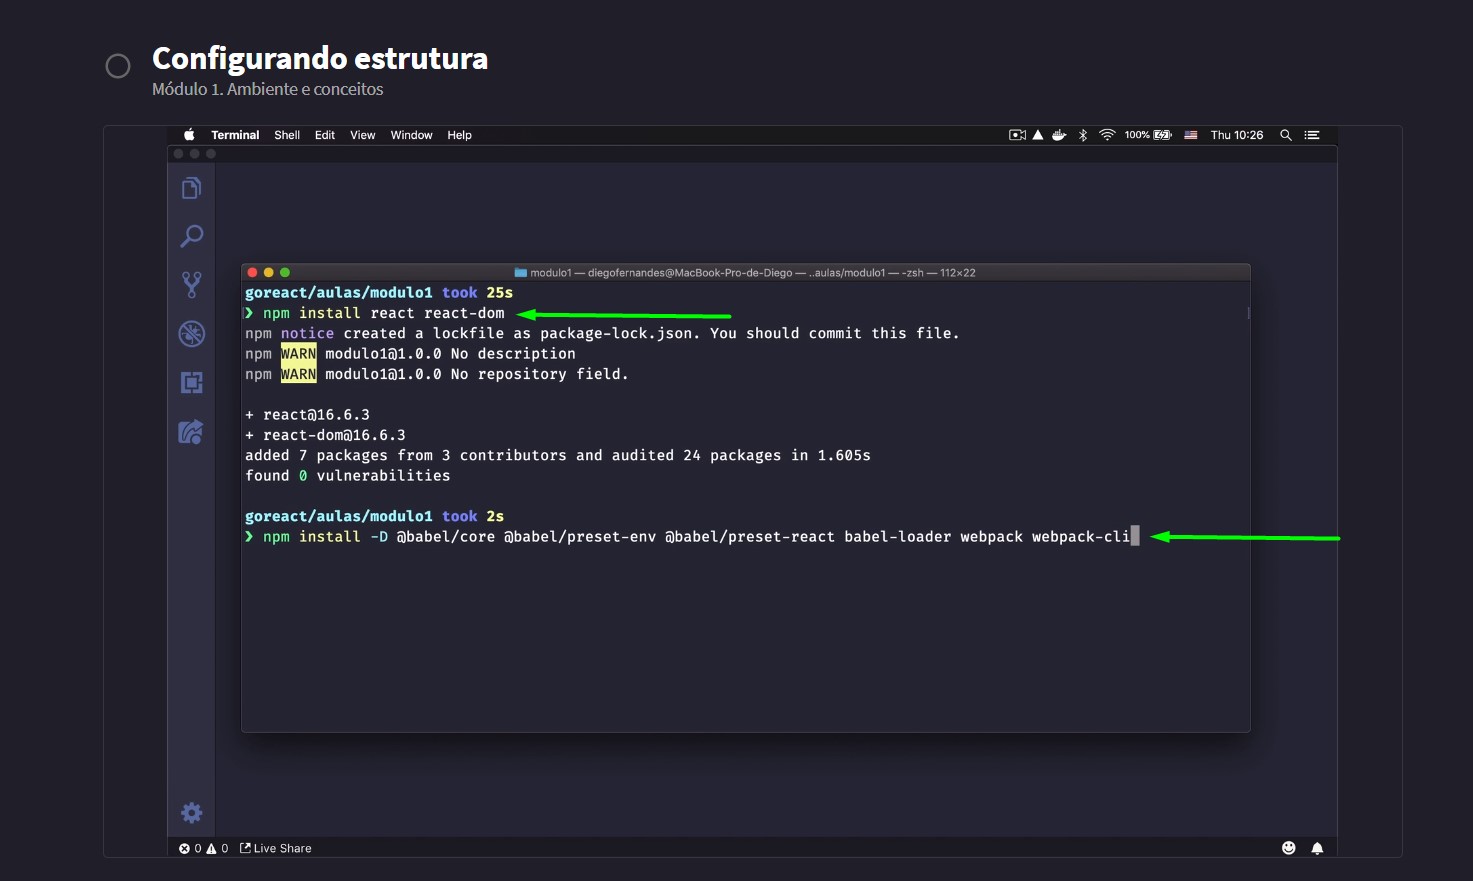 Configurando estrutura
Módulo 1. Ambiente e conceitos
Terminal Shell Edit View Window Help 100% Thu 10:26
modulo1 — diegofernandes@MacBook-Pro-de-Diego — ..aulas/modulo1 — -zsh — 112×22
goreact/aulas/modulo1 took 25s
❯ npm install react react-dom
npm notice created a lockfile as package-lock.json. You should commit this file.
npm WARN modulo1@1.0.0 No description
npm WARN modulo1@1.0.0 No repository field.
+ react@16.6.3
+ react-dom@16.6.3
added 7 packages from 3 contributors and audited 24 packages in 1.605s
found 0 vulnerabilities
goreact/aulas/modulo1 took 2s
❯ npm install -D @babel/core @babel/preset-env @babel/preset-react babel-loader webpack webpack-cli
0 0 Live Share